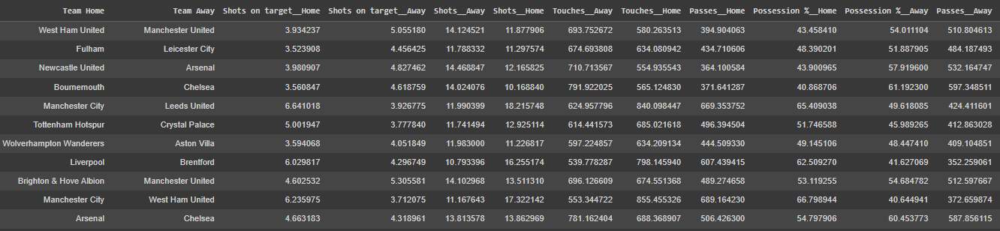 Team Home Team Away Shots on target__Home Shots on target__Away Shots__Away Shots__Home Touches__Away Touches__Home Passes__Home Possession %__Home Possession %__Away Passes__Away
West Ham United Manchester United 3.934237 5.055180 14.124521 11.877906 693.752672 580.263513 394.904063 43.458410 54.011104 510.804613
Fulham Leicester City 3.523908 4.456425 11.788332 11.297574 674.693808 634.080942 434.710606 48.390201 51.887905 484.187493
Newcastle United Arsenal 3.980907 4.827462 14.468847 12.165825 710.713567 554.935543 364.100584 43.900965 57.919600 532.164747
Bournemouth Chelsea 3.560847 4.618759 14.024076 10.168840 791.922025 565.124830 371.641287 40.868706 61.192300 597.348511
Manchester City Leeds United 6.641018 3.926775 11.990399 18.215748 624.957796 840.098447 669.353752 65.409038 49.618085 424.411601
Tottenham Hotspur Crystal Palace 5.001947 3.777840 11.741494 12.925114 614.441573 685.021618 496.394504 51.746588 45.989265 412.863028
Wolverhampton Wanderers Aston Villa 3.594068 4.051849 11.983000 11.226817 597.224857 634.209134 444.509330 49.145106 48.447410 409.104851
Liverpool Brentford 6.029817 4.296749 10.793396 16.255174 539.778287 798.145940 607.439415 62.509270 41.627069 352.259061
Brighton & Hove Albion Manchester United 4.602532 5.305581 14.102968 13.511310 696.126609 674.551368 489.274658 53.119255 54.684782 512.597667
Manchester City West Ham United 6.235975 3.712075 11.167643 17.322142 553.344722 855.455326 689.164230 66.798944 40.644941 372.659874
Arsenal Chelsea 4.663183 4.318961 13.813578 13.862969 781.162404 688.368907 506.426300 54.797906 60.453773 587.856115